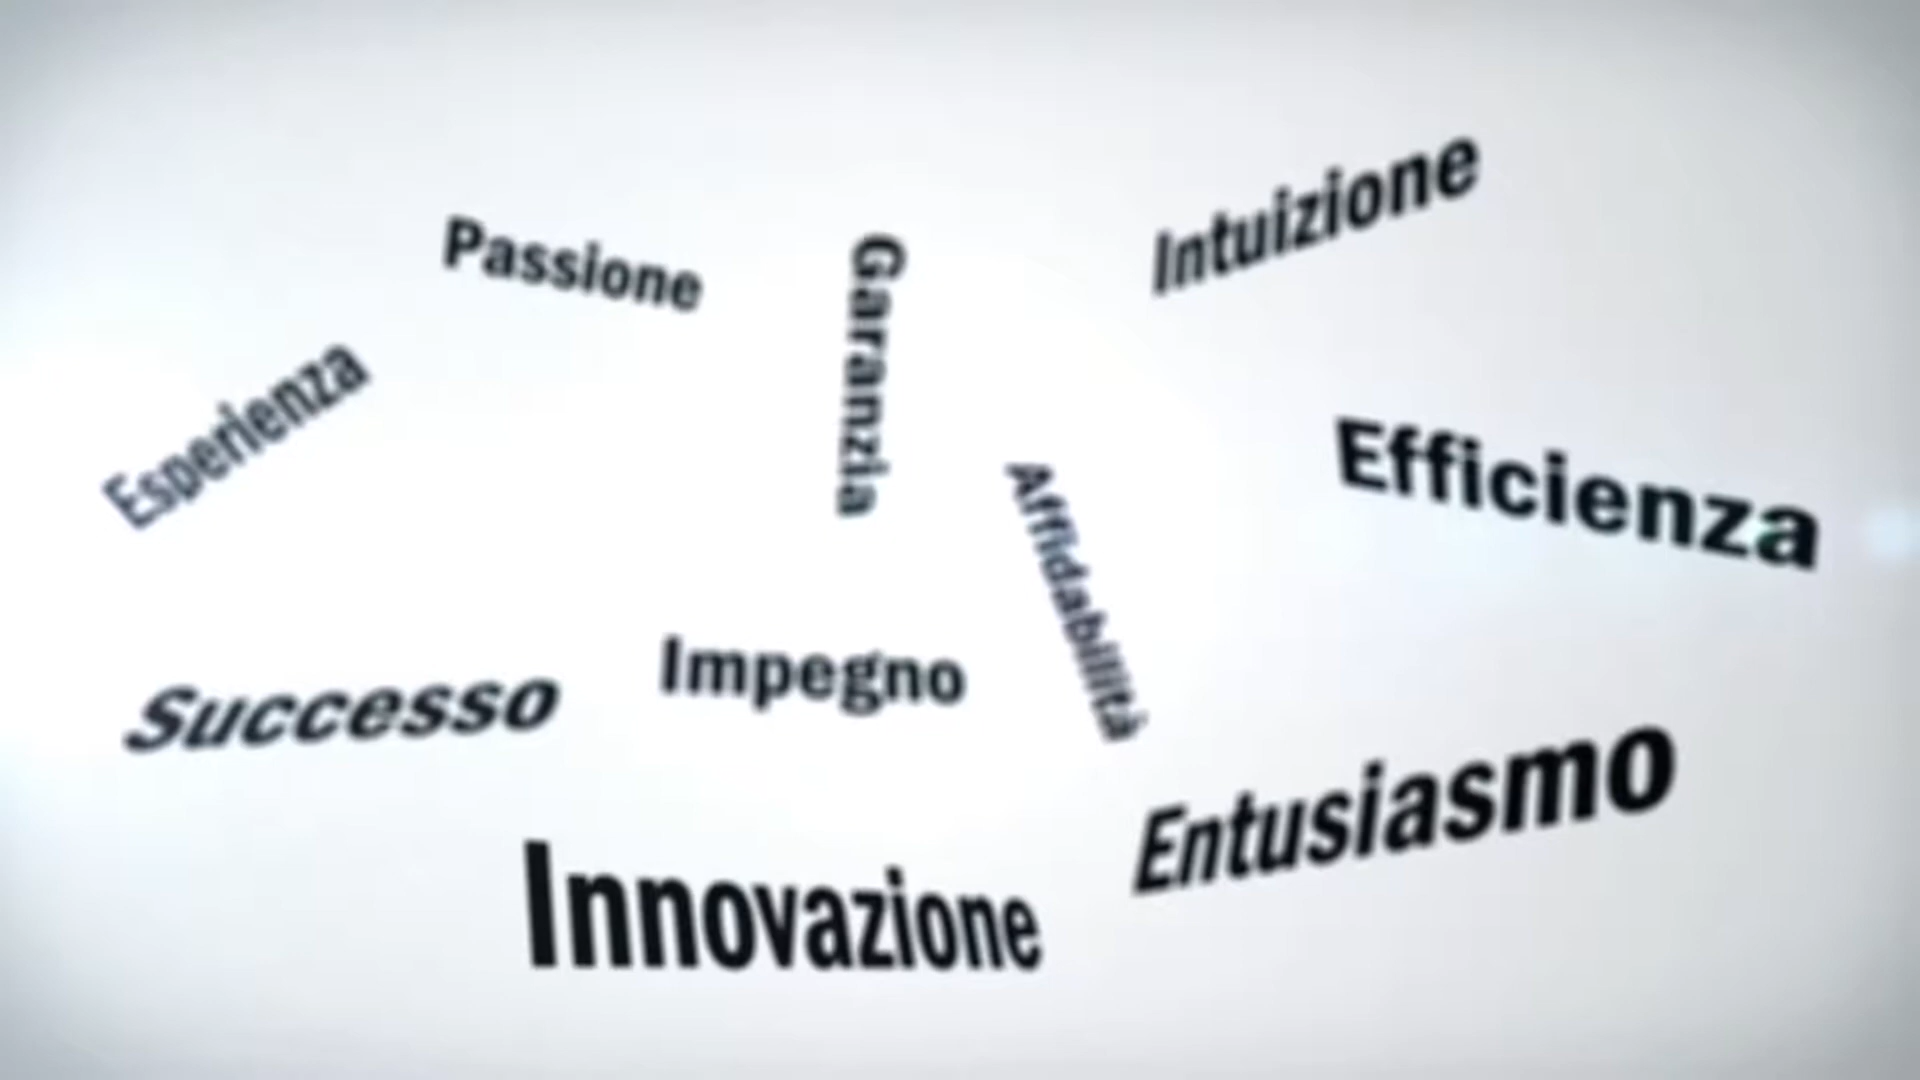 Intuizione
Passione
Garanzia
Esperienza
Efficienza
Affidabilità
Impegno
Successo
Entusiasmo
Innovazione